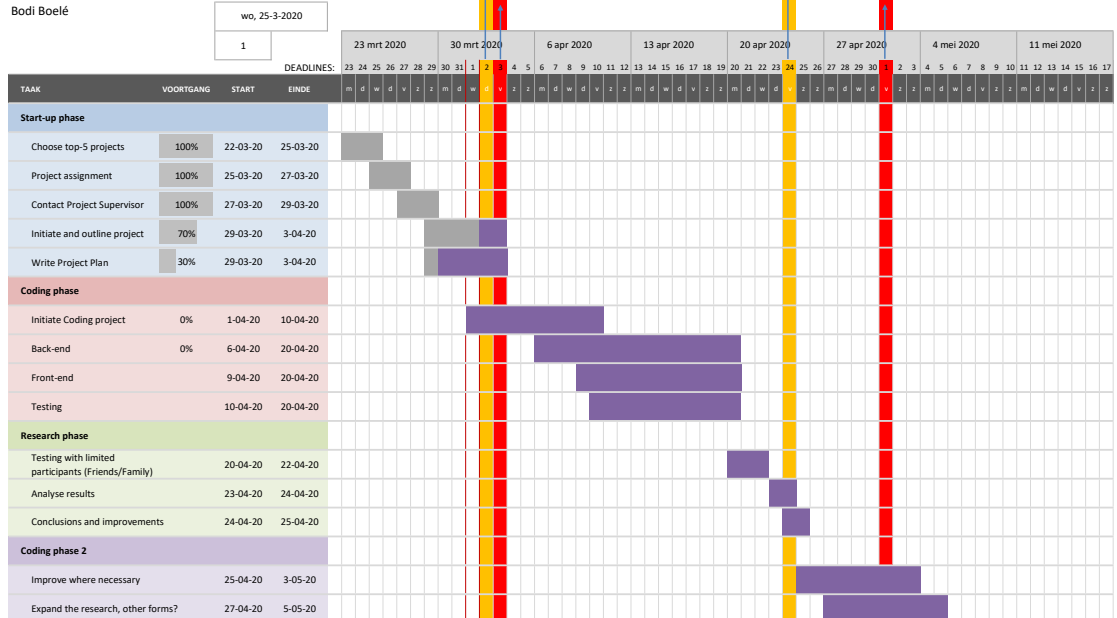 Bodi Boelé
wo, 25-3-2020
1
23 mrt 2020 30 mrt 2020 6 apr 2020 13 apr 2020 20 apr 2020 27 apr 2020 4 mei 2020 11 mei 2020
DEADLINES: 23 24 25 26 27 28 29 30 31 1 2 3 4 5 6 7 8 9 10 11 12 13 14 15 16 17 18 19 20 21 22 23 24 25 26 27 28 29 30 1 2 3 4 5 6 7 8 9 10 11 12 13 14 15 16 17
TAAK VOORTGANG START EINDE m d w d v z z m d w d v z z m d w d v z z m d w d v z z m d w d v z z m d w d v z z m d w d v z z m d w d v z z
Start-up phase
Choose top-5 projects 100% 22-03-20 25-03-20
Project assignment 100% 25-03-20 27-03-20
Contact Project Supervisor 100% 27-03-20 29-03-20
Initiate and outline project 70% 29-03-20 3-04-20
Write Project Plan 30% 29-03-20 3-04-20
Coding phase
Initiate Coding project 0% 1-04-20 10-04-20
Back-end 0% 6-04-20 20-04-20
Front-end 9-04-20 20-04-20
Testing 10-04-20 20-04-20
Research phase
Testing with limited
participants (Friends/Family) 20-04-20 22-04-20
Analyse results 23-04-20 24-04-20
Conclusions and improvements 24-04-20 25-04-20
Coding phase 2
Improve where necessary 25-04-20 3-05-20
Expand the research, other forms? 27-04-20 5-05-20